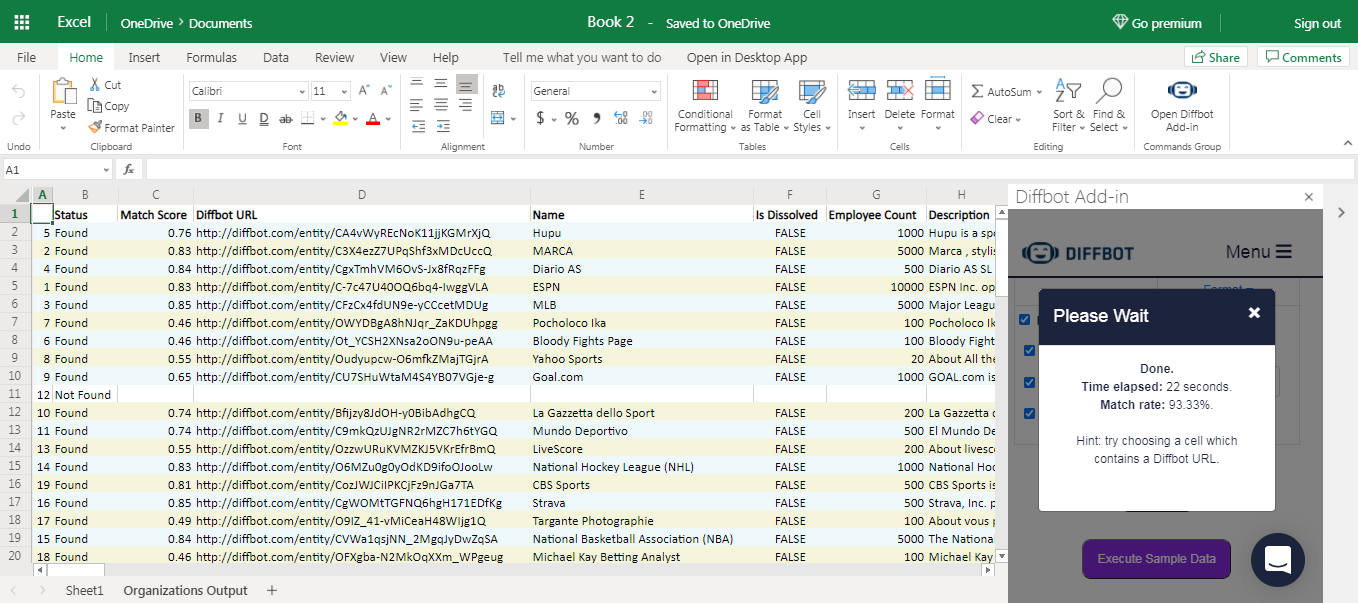 Excel OneDrive > Documents Book 2 - Saved to OneDrive Go premium Sign out
File Home Insert Formulas Data Review View Help Tell me what you want to do Open in Desktop App Share Comments
Paste Cut Copy Format Painter
Calibri 11 B I U D ab A A
General $ % ,
Conditional Formatting Format as Table Cell Styles Insert Delete Format
AutoSum Clear Sort & Filter Find & Select Open Diffbot Add-in
Undo Clipboard Font Alignment Number Tables Cells Editing Commands Group
A1 fx
A B C D E F G H
1 Status Match Score Diffbot URL Name Is Dissolved Employee Count Description
2 5 Found 0.76 http://diffbot.com/entity/CA4vWyREcNoK11jjKGMrXjQ Hupu FALSE 1000 Hupu is a spo
3 2 Found 0.83 http://diffbot.com/entity/C3X4ezZ7UPqShf3xMDcUccQ MARCA FALSE 5000 Marca , stylis
4 4 Found 0.84 http://diffbot.com/entity/CgxTmhVM6OvS-Jx8fRqzFFg Diario AS FALSE 500 Diario AS SL
5 1 Found 0.83 http://diffbot.com/entity/C-7c47U40OQ6bq4-IwggVLA ESPN FALSE 10000 ESPN Inc. op
6 3 Found 0.85 http://diffbot.com/entity/CFzCx4fdUN9e-yCCcetMDUg MLB FALSE 5000 Major Leagu
7 7 Found 0.46 http://diffbot.com/entity/OWYDBgA8hNJqr_ZaKDUhpgg Pocholoco Ika FALSE 100 Pocholoco Ik
8 6 Found 0.46 http://diffbot.com/entity/Ot_YCSH2XNsa2oON9u-peAA Bloody Fights Page FALSE 100 Bloody Fight
9 8 Found 0.55 http://diffbot.com/entity/Oudyupcw-O6mfkZMajTGjrA Yahoo Sports FALSE 20 About All the
10 9 Found 0.65 http://diffbot.com/entity/CU7SHuWtaM4S4YB07VGje-g Goal.com FALSE 1000 GOAL.com is
11 12 Not Found
12 10 Found 0.74 http://diffbot.com/entity/Bfijzy8JdOH-y0BibAdhgCQ La Gazzetta dello Sport FALSE 200 La Gazzetta d
13 11 Found 0.74 http://diffbot.com/entity/C9mkQzUJgNR2rMZC7h6tYGQ Mundo Deportivo FALSE 500 El Mundo De
14 13 Found 0.55 http://diffbot.com/entity/OzzwURuKVMZKJ5VKrEfrBmQ LiveScore FALSE 200 About livesco
15 14 Found 0.83 http://diffbot.com/entity/O6MZu0g0yOdKD9ifoOJooLw National Hockey League (NHL) FALSE 1000 National Hoc
16 19 Found 0.81 http://diffbot.com/entity/CozJWJCiIPKCjFz9nJGa7TA CBS Sports FALSE 500 CBS Sports is
17 16 Found 0.85 http://diffbot.com/entity/CgWOMtTGFNQ6hgH171EDfKg Strava FALSE 500 Strava, Inc. p
18 17 Found 0.49 http://diffbot.com/entity/O9IZ_41-vMiCeaH48WIjg1Q Targante Photographie FALSE 100 About vous p
19 15 Found 0.84 http://diffbot.com/entity/CVWa1qsjNN_2MgqJyDwZqSA National Basketball Association (NBA) FALSE 5000 The National
20 18 Found 0.46 http://diffbot.com/entity/OFXgba-N2MkOqXXm_WPgeug Michael Kay Betting Analyst FALSE 100 Michael Kay
Sheet1 Organizations Output +
Diffbot Add-in
DIFFBOT Menu
Please Wait
Done.
Time elapsed: 22 seconds.
Match rate: 93.33%.
Hint: try choosing a cell which
contains a Diffbot URL.
Execute Sample Data